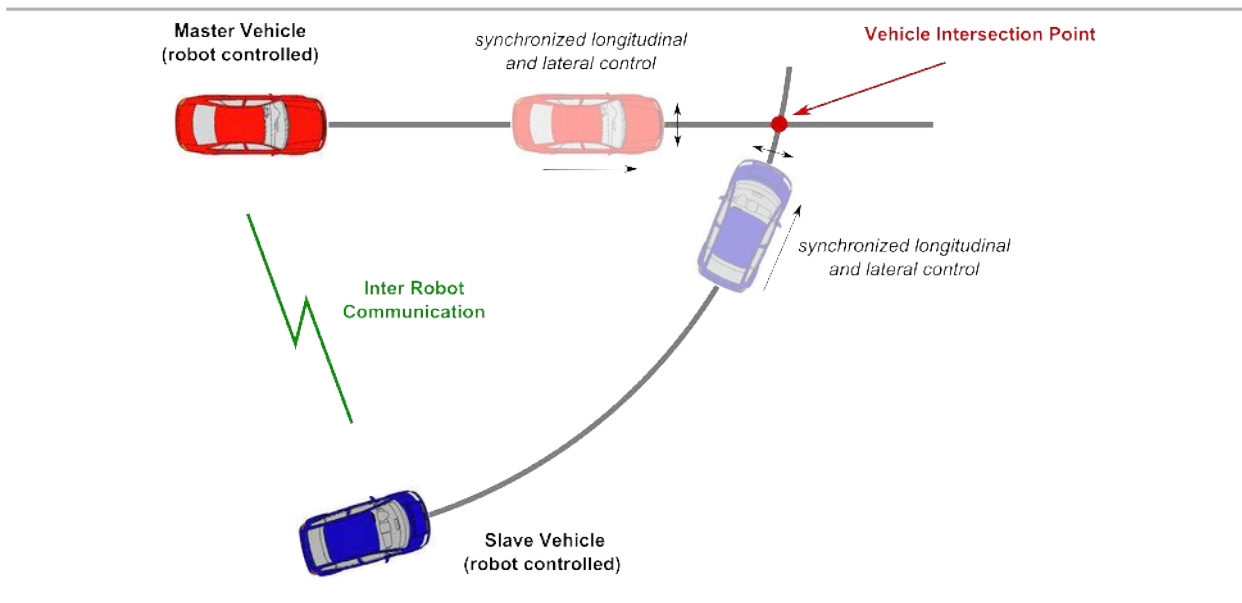 Master Vehicle
(robot controlled)
synchronized longitudinal
and lateral control
Vehicle Intersection Point
synchronized longitudinal
and lateral control
Inter Robot
Communication
Slave Vehicle
(robot controlled)